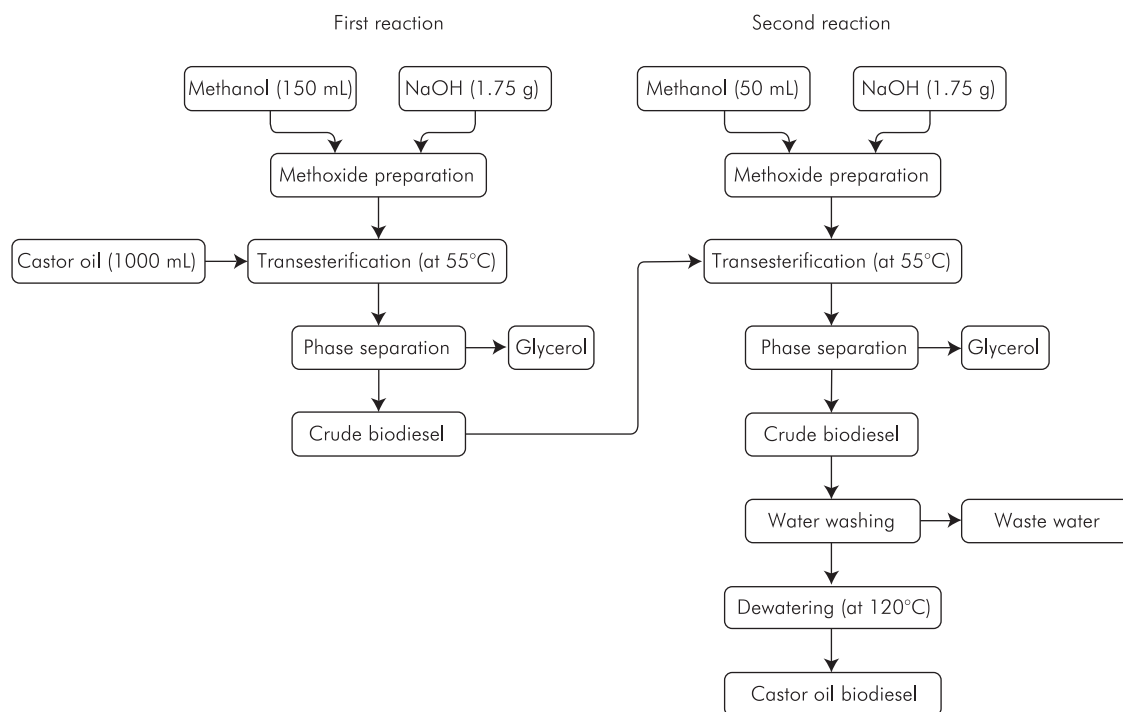 First reaction
Second reaction
Methanol (150 mL)
NaOH (1.75 g)
Methanol (50 mL)
NaOH (1.75 g)
Methoxide preparation
Methoxide preparation
Castor oil (1000 mL)
Transesterification (at 55°C)
Transesterification (at 55°C)
Phase separation
Glycerol
Phase separation
Glycerol
Crude biodiesel
Crude biodiesel
Water washing
Waste water
Dewatering (at 120°C)
Castor oil biodiesel